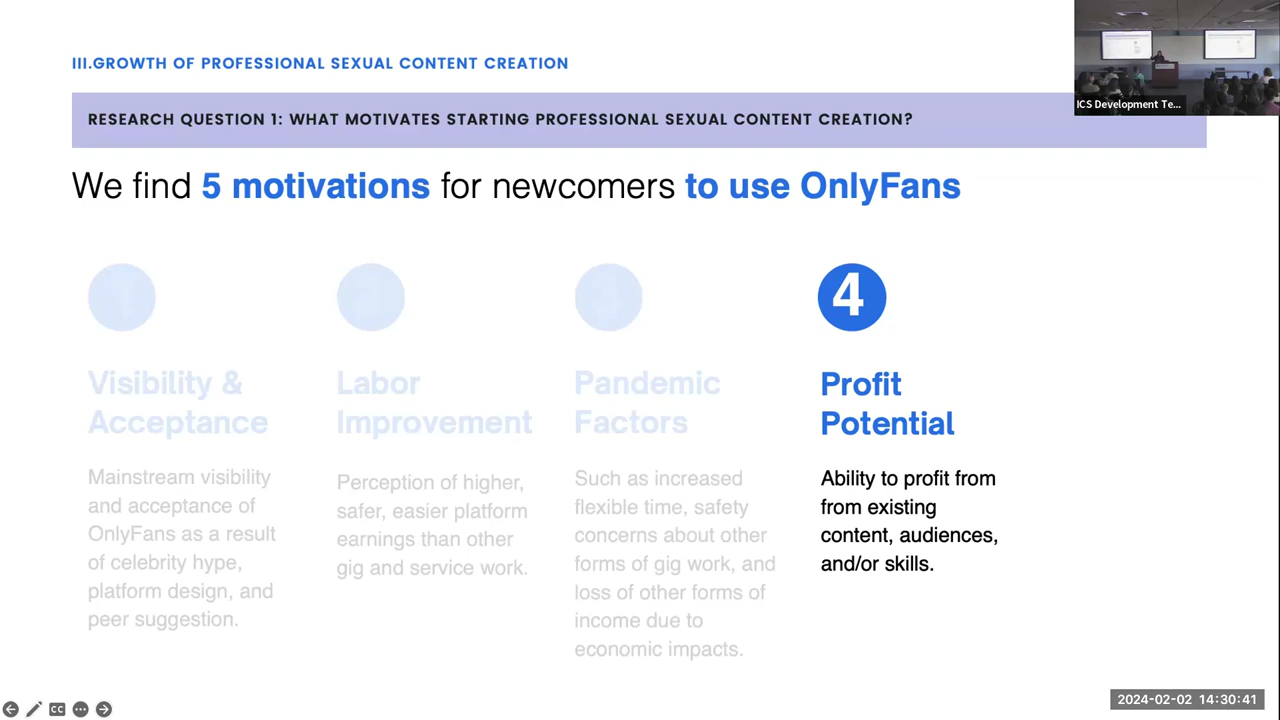 III.GROWTH OF PROFESSIONAL SEXUAL CONTENT CREATION
ICS Development Te...
RESEARCH QUESTION 1: WHAT MOTIVATES STARTING PROFESSIONAL SEXUAL CONTENT CREATION?
We find 5 motivations for newcomers to use OnlyFans
Visibility &
Acceptance
Mainstream visibility
and acceptance of
OnlyFans as a result
of celebrity hype,
platform design, and
peer suggestion.
Labor
Improvement
Perception of higher,
safer, easier platform
earnings than other
gig and service work.
Pandemic
Factors
Such as increased
flexible time, safety
concerns about other
forms of gig work, and
loss of other forms of
income due to
economic impacts.
4
Profit
Potential
Ability to profit from
from existing
content, audiences,
and/or skills.
CC
2024-02-02 14:30:41